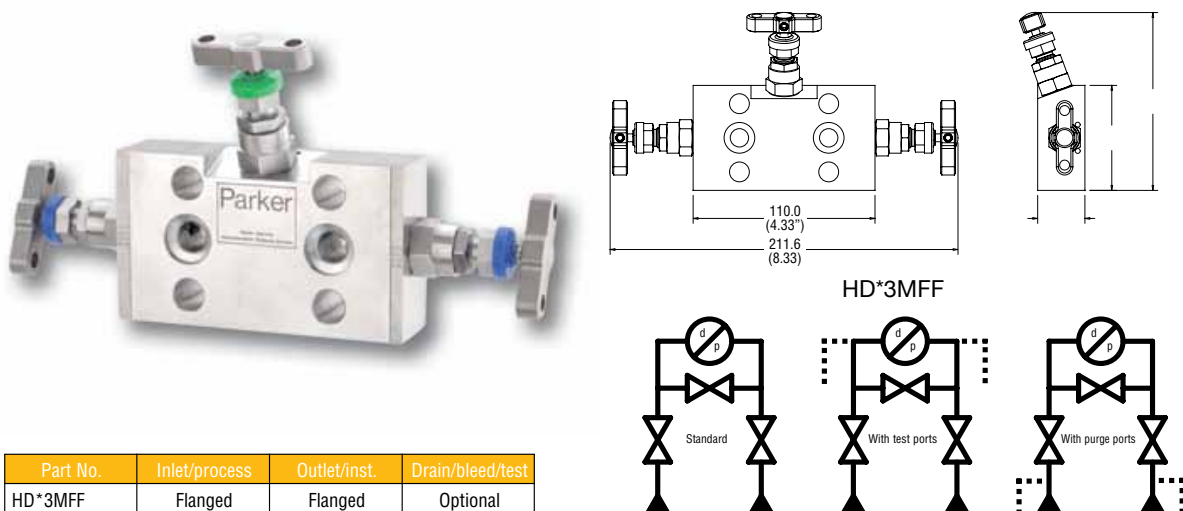 Parker
110.0
(4.33")
211.6
(8.33)
HD*3MFF
d
p
Standard
d
p
With test ports
d
p
With purge ports
Part No. Inlet/process Outlet/inst. Drain/bleed/test
HD*3MFF Flanged Flanged Optional